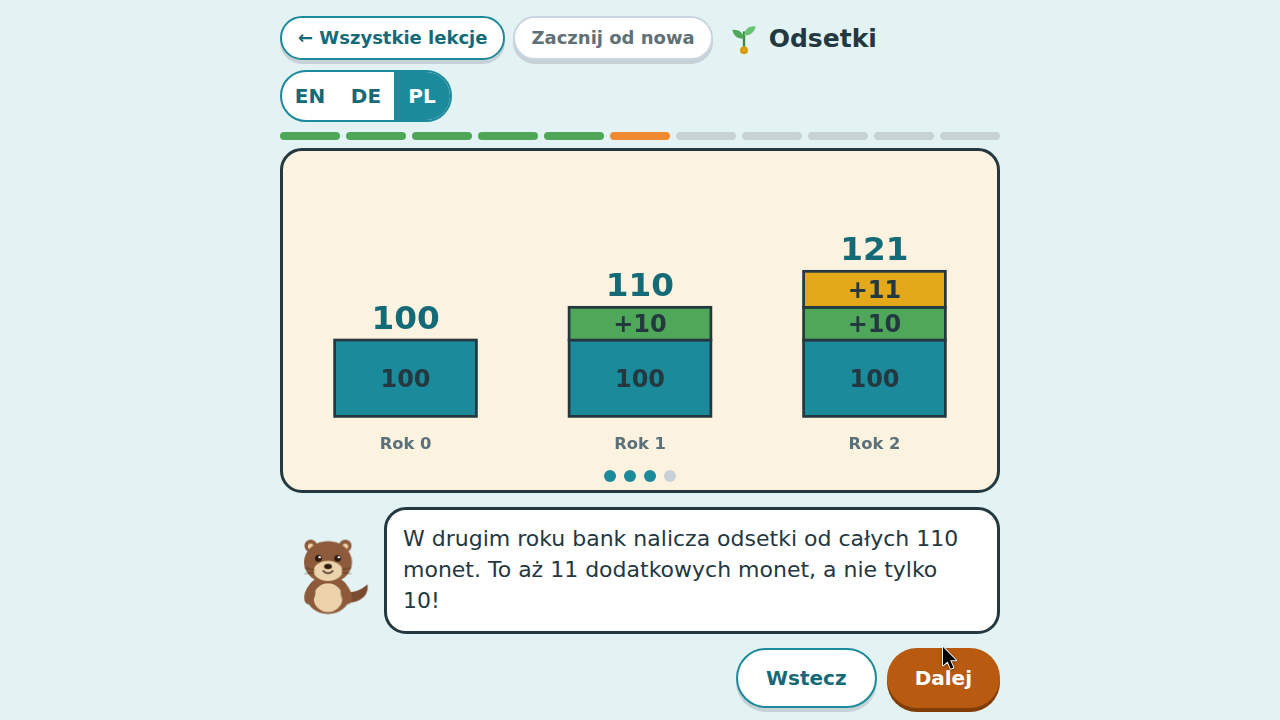 ← Wszystkie lekcje
Zacznij od nowa
Odsetki
EN DE PL
100
110
121
100
+10
100
+11
+10
100
Rok 0
Rok 1
Rok 2
W drugim roku bank nalicza odsetki od całych 110
monet. To aż 11 dodatkowych monet, a nie tylko
10!
Wstecz
Dalej